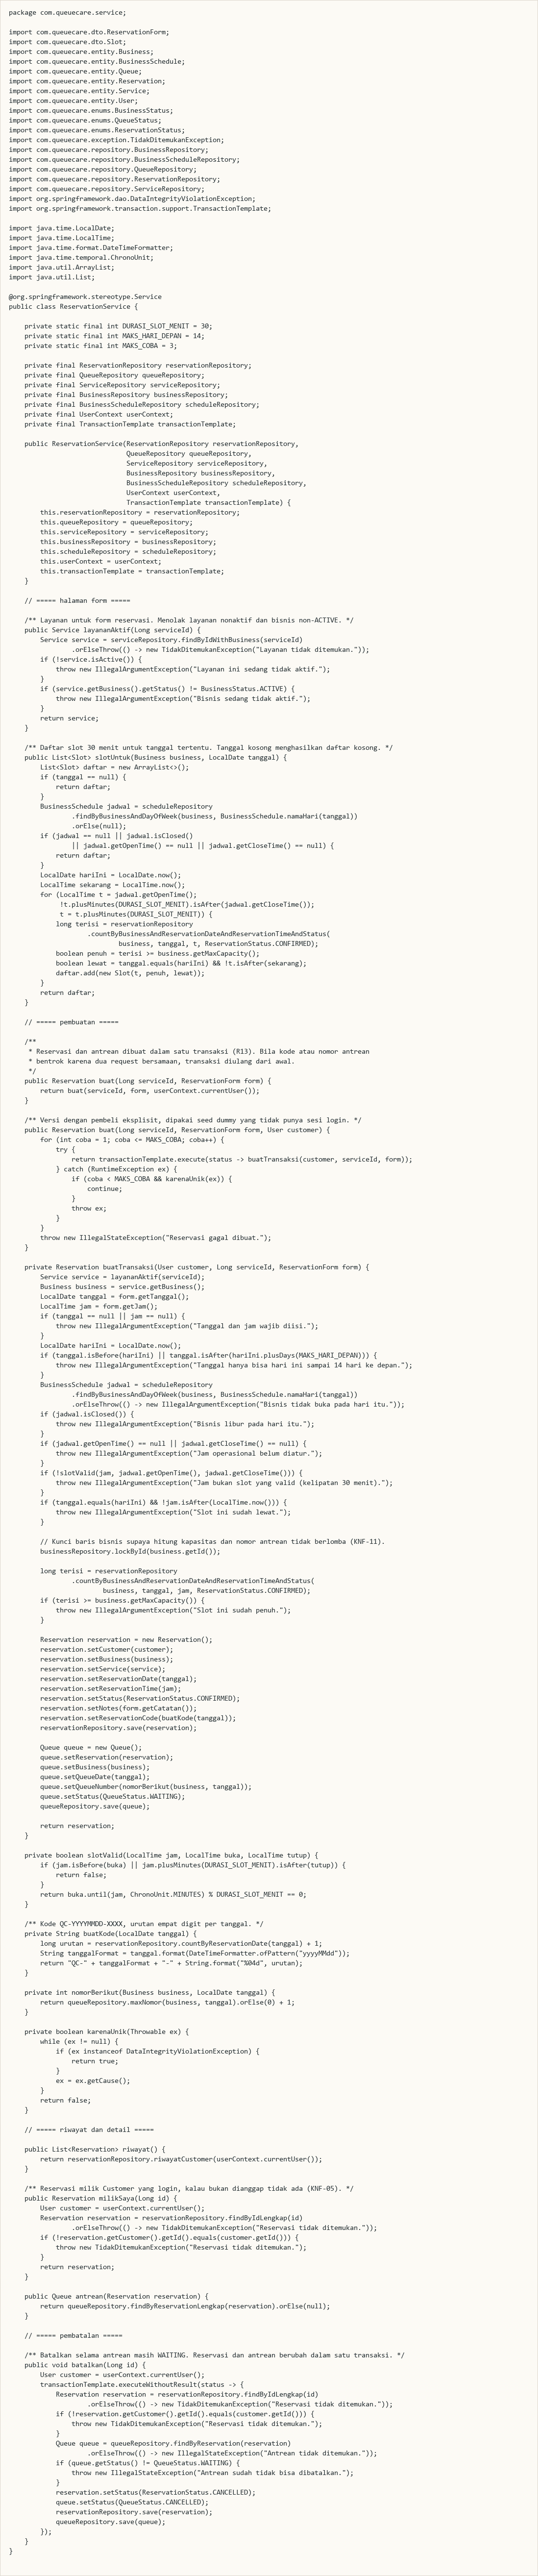 package com.queuecare.service;

import com.queuecare.dto.ReservationForm;
import com.queuecare.dto.Slot;
import com.queuecare.entity.Business;
import com.queuecare.entity.BusinessSchedule;
import com.queuecare.entity.Queue;
import com.queuecare.entity.Reservation;
import com.queuecare.entity.Service;
import com.queuecare.entity.User;
import com.queuecare.enums.BusinessStatus;
import com.queuecare.enums.QueueStatus;
import com.queuecare.enums.ReservationStatus;
import com.queuecare.exception.TidakDitemukanException;
import com.queuecare.repository.BusinessRepository;
import com.queuecare.repository.BusinessScheduleRepository;
import com.queuecare.repository.QueueRepository;
import com.queuecare.repository.ReservationRepository;
import com.queuecare.repository.ServiceRepository;
import org.springframework.dao.DataIntegrityViolationException;
import org.springframework.transaction.support.TransactionTemplate;

import java.time.LocalDate;
import java.time.LocalTime;
import java.time.format.DateTimeFormatter;
import java.time.temporal.ChronoUnit;
import java.util.ArrayList;
import java.util.List;

@org.springframework.stereotype.Service
public class ReservationService {

    private static final int DURASI_SLOT_MENIT = 30;
    private static final int MAKS_HARI_DEPAN = 14;
    private static final int MAKS_COBA = 3;

    private final ReservationRepository reservationRepository;
    private final QueueRepository queueRepository;
    private final ServiceRepository serviceRepository;
    private final BusinessRepository businessRepository;
    private final BusinessScheduleRepository scheduleRepository;
    private final UserContext userContext;
    private final TransactionTemplate transactionTemplate;

    public ReservationService(ReservationRepository reservationRepository,
                              QueueRepository queueRepository,
                              ServiceRepository serviceRepository,
                              BusinessRepository businessRepository,
                              BusinessScheduleRepository scheduleRepository,
                              UserContext userContext,
                              TransactionTemplate transactionTemplate) {
        this.reservationRepository = reservationRepository;
        this.queueRepository = queueRepository;
        this.serviceRepository = serviceRepository;
        this.businessRepository = businessRepository;
        this.scheduleRepository = scheduleRepository;
        this.userContext = userContext;
        this.transactionTemplate = transactionTemplate;
    }

    // ===== halaman form =====

    /** Layanan untuk form reservasi. Menolak layanan nonaktif dan bisnis non-ACTIVE. */
    public Service layananAktif(Long serviceId) {
        Service service = serviceRepository.findByIdWithBusiness(serviceId)
                .orElseThrow(() -> new TidakDitemukanException("Layanan tidak ditemukan."));
        if (!service.isActive()) {
            throw new IllegalArgumentException("Layanan ini sedang tidak aktif.");
        }
        if (service.getBusiness().getStatus() != BusinessStatus.ACTIVE) {
            throw new IllegalArgumentException("Bisnis sedang tidak aktif.");
        }
        return service;
    }

    /** Daftar slot 30 menit untuk tanggal tertentu. Tanggal kosong menghasilkan daftar kosong. */
    public List<Slot> slotUntuk(Business business, LocalDate tanggal) {
        List<Slot> daftar = new ArrayList<>();
        if (tanggal == null) {
            return daftar;
        }
        BusinessSchedule jadwal = scheduleRepository
                .findByBusinessAndDayOfWeek(business, BusinessSchedule.namaHari(tanggal))
                .orElse(null);
        if (jadwal == null || jadwal.isClosed()
                || jadwal.getOpenTime() == null || jadwal.getCloseTime() == null) {
            return daftar;
        }
        LocalDate hariIni = LocalDate.now();
        LocalTime sekarang = LocalTime.now();
        for (LocalTime t = jadwal.getOpenTime();
             !t.plusMinutes(DURASI_SLOT_MENIT).isAfter(jadwal.getCloseTime());
             t = t.plusMinutes(DURASI_SLOT_MENIT)) {
            long terisi = reservationRepository
                    .countByBusinessAndReservationDateAndReservationTimeAndStatus(
                            business, tanggal, t, ReservationStatus.CONFIRMED);
            boolean penuh = terisi >= business.getMaxCapacity();
            boolean lewat = tanggal.equals(hariIni) && !t.isAfter(sekarang);
            daftar.add(new Slot(t, penuh, lewat));
        }
        return daftar;
    }

    // ===== pembuatan =====

    /**
     * Reservasi dan antrean dibuat dalam satu transaksi (R13). Bila kode atau nomor antrean
     * bentrok karena dua request bersamaan, transaksi diulang dari awal.
     */
    public Reservation buat(Long serviceId, ReservationForm form) {
        return buat(serviceId, form, userContext.currentUser());
    }

    /** Versi dengan pembeli eksplisit, dipakai seed dummy yang tidak punya sesi login. */
    public Reservation buat(Long serviceId, ReservationForm form, User customer) {
        for (int coba = 1; coba <= MAKS_COBA; coba++) {
            try {
                return transactionTemplate.execute(status -> buatTransaksi(customer, serviceId, form));
            } catch (RuntimeException ex) {
                if (coba < MAKS_COBA && karenaUnik(ex)) {
                    continue;
                }
                throw ex;
            }
        }
        throw new IllegalStateException("Reservasi gagal dibuat.");
    }

    private Reservation buatTransaksi(User customer, Long serviceId, ReservationForm form) {
        Service service = layananAktif(serviceId);
        Business business = service.getBusiness();
        LocalDate tanggal = form.getTanggal();
        LocalTime jam = form.getJam();
        if (tanggal == null || jam == null) {
            throw new IllegalArgumentException("Tanggal dan jam wajib diisi.");
        }
        LocalDate hariIni = LocalDate.now();
        if (tanggal.isBefore(hariIni) || tanggal.isAfter(hariIni.plusDays(MAKS_HARI_DEPAN))) {
            throw new IllegalArgumentException("Tanggal hanya bisa hari ini sampai 14 hari ke depan.");
        }
        BusinessSchedule jadwal = scheduleRepository
                .findByBusinessAndDayOfWeek(business, BusinessSchedule.namaHari(tanggal))
                .orElseThrow(() -> new IllegalArgumentException("Bisnis tidak buka pada hari itu."));
        if (jadwal.isClosed()) {
            throw new IllegalArgumentException("Bisnis libur pada hari itu.");
        }
        if (jadwal.getOpenTime() == null || jadwal.getCloseTime() == null) {
            throw new IllegalArgumentException("Jam operasional belum diatur.");
        }
        if (!slotValid(jam, jadwal.getOpenTime(), jadwal.getCloseTime())) {
            throw new IllegalArgumentException("Jam bukan slot yang valid (kelipatan 30 menit).");
        }
        if (tanggal.equals(hariIni) && !jam.isAfter(LocalTime.now())) {
            throw new IllegalArgumentException("Slot ini sudah lewat.");
        }

        // Kunci baris bisnis supaya hitung kapasitas dan nomor antrean tidak berlomba (KNF-11).
        businessRepository.lockById(business.getId());

        long terisi = reservationRepository
                .countByBusinessAndReservationDateAndReservationTimeAndStatus(
                        business, tanggal, jam, ReservationStatus.CONFIRMED);
        if (terisi >= business.getMaxCapacity()) {
            throw new IllegalArgumentException("Slot ini sudah penuh.");
        }

        Reservation reservation = new Reservation();
        reservation.setCustomer(customer);
        reservation.setBusiness(business);
        reservation.setService(service);
        reservation.setReservationDate(tanggal);
        reservation.setReservationTime(jam);
        reservation.setStatus(ReservationStatus.CONFIRMED);
        reservation.setNotes(form.getCatatan());
        reservation.setReservationCode(buatKode(tanggal));
        reservationRepository.save(reservation);

        Queue queue = new Queue();
        queue.setReservation(reservation);
        queue.setBusiness(business);
        queue.setQueueDate(tanggal);
        queue.setQueueNumber(nomorBerikut(business, tanggal));
        queue.setStatus(QueueStatus.WAITING);
        queueRepository.save(queue);

        return reservation;
    }

    private boolean slotValid(LocalTime jam, LocalTime buka, LocalTime tutup) {
        if (jam.isBefore(buka) || jam.plusMinutes(DURASI_SLOT_MENIT).isAfter(tutup)) {
            return false;
        }
        return buka.until(jam, ChronoUnit.MINUTES) % DURASI_SLOT_MENIT == 0;
    }

    /** Kode QC-YYYYMMDD-XXXX, urutan empat digit per tanggal. */
    private String buatKode(LocalDate tanggal) {
        long urutan = reservationRepository.countByReservationDate(tanggal) + 1;
        String tanggalFormat = tanggal.format(DateTimeFormatter.ofPattern("yyyyMMdd"));
        return "QC-" + tanggalFormat + "-" + String.format("%04d", urutan);
    }

    private int nomorBerikut(Business business, LocalDate tanggal) {
        return queueRepository.maxNomor(business, tanggal).orElse(0) + 1;
    }

    private boolean karenaUnik(Throwable ex) {
        while (ex != null) {
            if (ex instanceof DataIntegrityViolationException) {
                return true;
            }
            ex = ex.getCause();
        }
        return false;
    }

    // ===== riwayat dan detail =====

    public List<Reservation> riwayat() {
        return reservationRepository.riwayatCustomer(userContext.currentUser());
    }

    /** Reservasi milik Customer yang login, kalau bukan dianggap tidak ada (KNF-05). */
    public Reservation milikSaya(Long id) {
        User customer = userContext.currentUser();
        Reservation reservation = reservationRepository.findByIdLengkap(id)
                .orElseThrow(() -> new TidakDitemukanException("Reservasi tidak ditemukan."));
        if (!reservation.getCustomer().getId().equals(customer.getId())) {
            throw new TidakDitemukanException("Reservasi tidak ditemukan.");
        }
        return reservation;
    }

    public Queue antrean(Reservation reservation) {
        return queueRepository.findByReservationLengkap(reservation).orElse(null);
    }

    // ===== pembatalan =====

    /** Batalkan selama antrean masih WAITING. Reservasi dan antrean berubah dalam satu transaksi. */
    public void batalkan(Long id) {
        User customer = userContext.currentUser();
        transactionTemplate.executeWithoutResult(status -> {
            Reservation reservation = reservationRepository.findByIdLengkap(id)
                    .orElseThrow(() -> new TidakDitemukanException("Reservasi tidak ditemukan."));
            if (!reservation.getCustomer().getId().equals(customer.getId())) {
                throw new TidakDitemukanException("Reservasi tidak ditemukan.");
            }
            Queue queue = queueRepository.findByReservation(reservation)
                    .orElseThrow(() -> new IllegalStateException("Antrean tidak ditemukan."));
            if (queue.getStatus() != QueueStatus.WAITING) {
                throw new IllegalStateException("Antrean sudah tidak bisa dibatalkan.");
            }
            reservation.setStatus(ReservationStatus.CANCELLED);
            queue.setStatus(QueueStatus.CANCELLED);
            reservationRepository.save(reservation);
            queueRepository.save(queue);
        });
    }
}